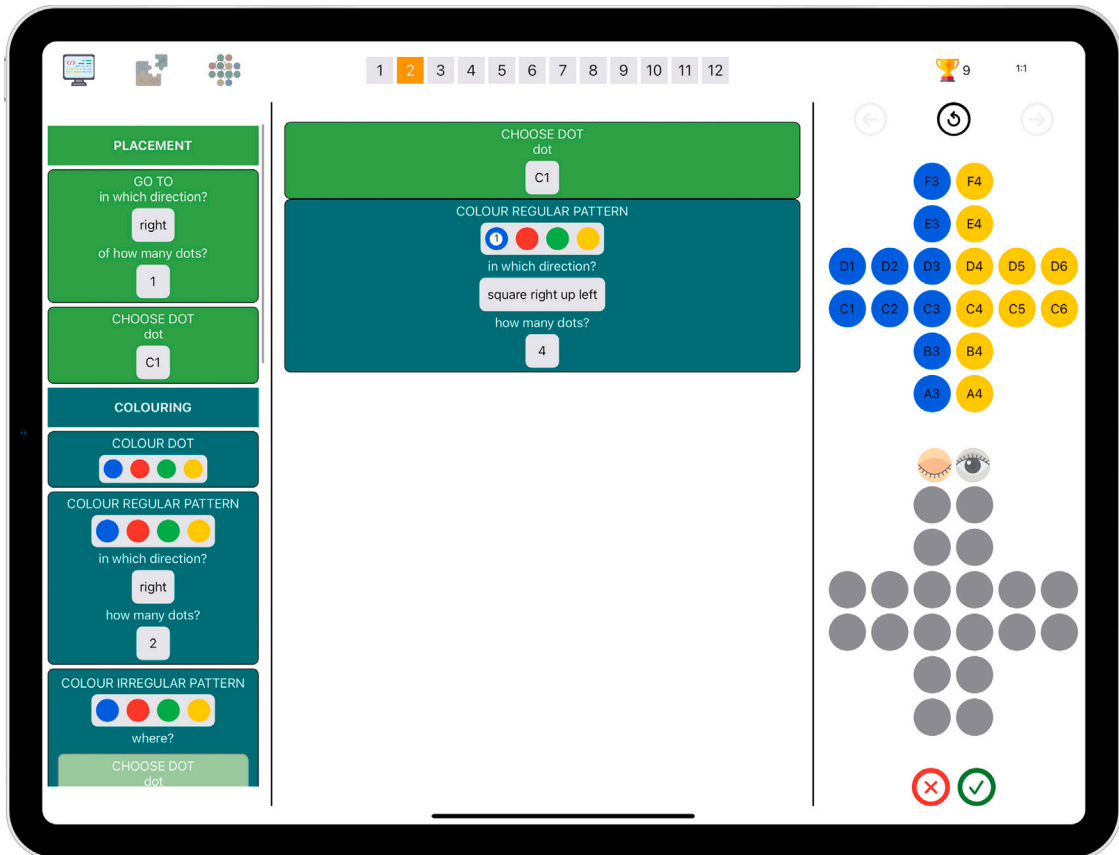 1 2 3 4 5 6 7 8 9 10 11 12
9
1:1
PLACEMENT
GO TO
in which direction?
right
of how many dots?
1
CHOOSE DOT
dot
C1
COLOURING
COLOUR DOT
COLOUR REGULAR PATTERN
in which direction?
right
how many dots?
2
COLOUR IRREGULAR PATTERN
where?
CHOOSE DOT
dot
CHOOSE DOT
dot
C1
COLOUR REGULAR PATTERN
1
in which direction?
square right up left
how many dots?
4
F3 F4
E3 E4
D1 D2 D3 D4 D5 D6
C1 C2 C3 C4 C5 C6
B3 B4
A3 A4